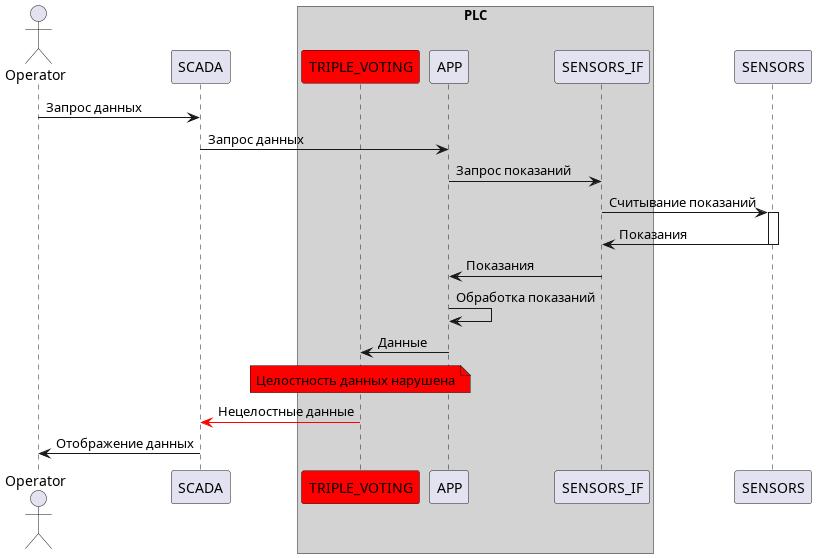 PLC
Operator
SCADA
TRIPLE_VOTING
APP
SENSORS_IF
SENSORS
Запрос данных
Запрос данных
Запрос показаний
Считывание показаний
Показания
Показания
Обработка показаний
Данные
Целостность данных нарушена
Нецелостные данные
Отображение данных
Operator
SCADA
TRIPLE_VOTING
APP
SENSORS_IF
SENSORS